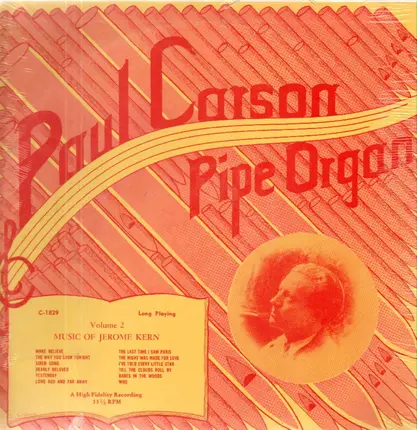 Paul Carson
Pipe Organ
C-1829
Long Playing
Volume 2
MUSIC OF JEROME KERN
MAKE BELIEVE
THE WAY YOU LOOK TONIGHT
SIREN SONG
DEARLY BELOVED
YESTERDAY
LONG AGO AND FAR AWAY
THE LAST TIME I SAW PARIS
THE NIGHT WAS MADE FOR LOVE
I'VE TOLD EVERY LITTLE STAR
TILL THE CLOUDS ROLL BY
BABES IN THE WOODS
WHO
A High Fidelity Recording
33⅓ RPM